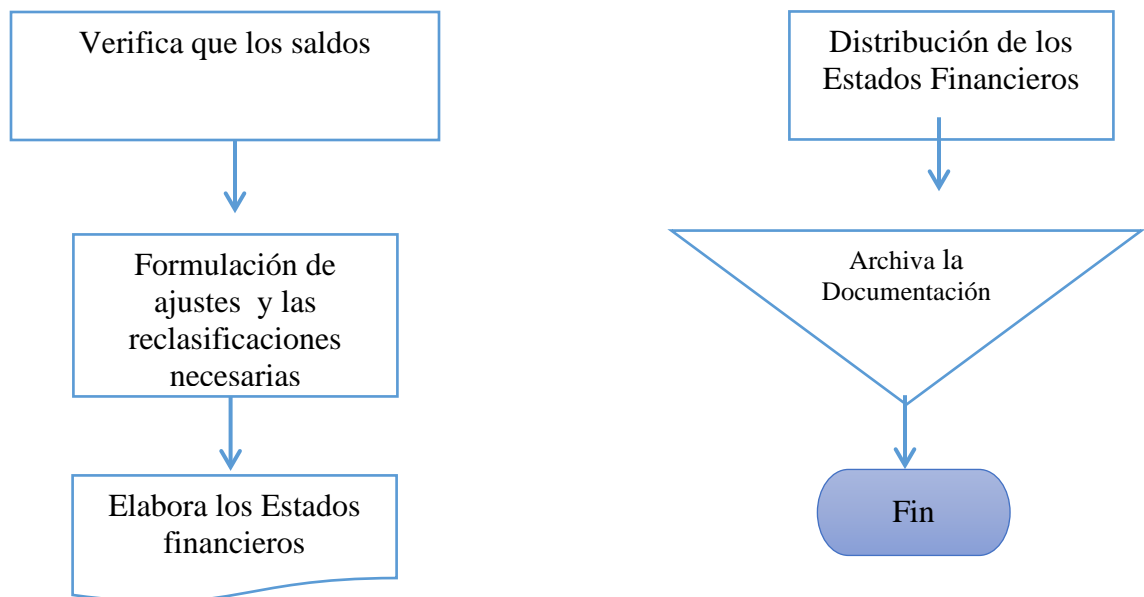 Verifica que los saldos
Formulación de
ajustes  y las
reclasificaciones
necesarias
Elabora los Estados
financieros
Distribución de los
Estados Financieros
Archiva la
Documentación
Fin